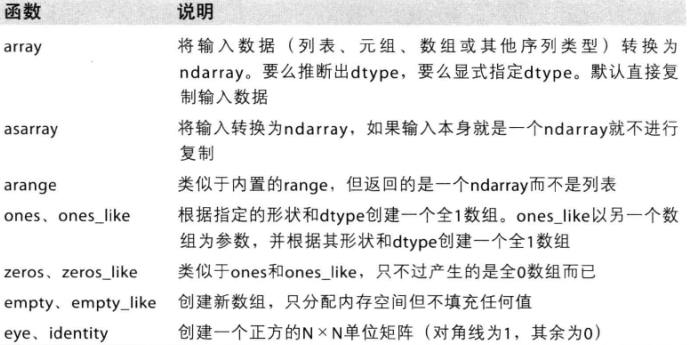 函数 说明
array 将输入数据（列表、元组、数组或其他序列类型）转换为
ndarray。要么推断出dtype，要么显式指定dtype。默认直接复
制输入数据
asarray 将输入转换为ndarray，如果输入本身就是一个ndarray就不进行
复制
arange 类似于内置的range，但返回的是一个ndarray而不是列表
ones、ones_like 根据指定的形状和dtype创建一个全1数组。ones_like以另一个数
组为参数，并根据其形状和dtype创建一个全1数组
zeros、zeros_like 类似于ones和ones_like，只不过产生的是全0数组而已
empty、empty_like 创建新数组，只分配内存空间但不填充任何值
eye、identity 创建一个正方的N×N单位矩阵（对角线为1，其余为0）